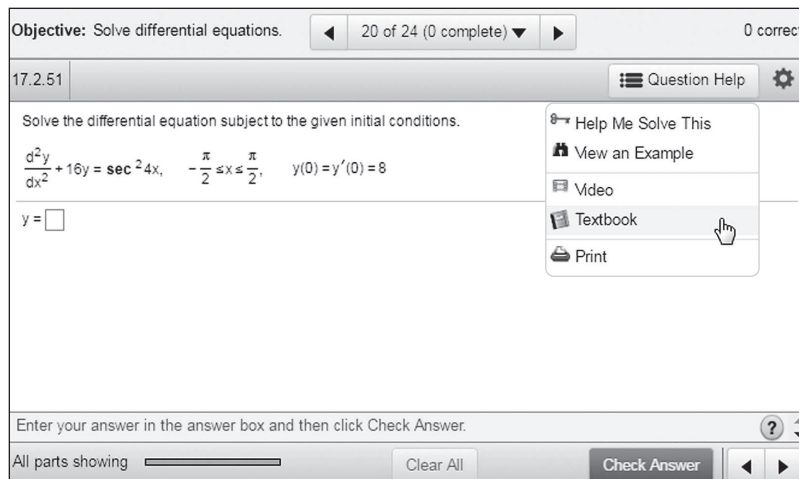 Objective: Solve differential equations.
20 of 24 (0 complete)
0 correct
17.2.51
Question Help
Solve the differential equation subject to the given initial conditions.
d²y/dx² + 16y = sec ² 4x, -π/2 ≤ x ≤ π/2, y(0) = y′(0) = 8
y =
Help Me Solve This
View an Example
Video
Textbook
Print
Enter your answer in the answer box and then click Check Answer.
?
All parts showing
Clear All
Check Answer